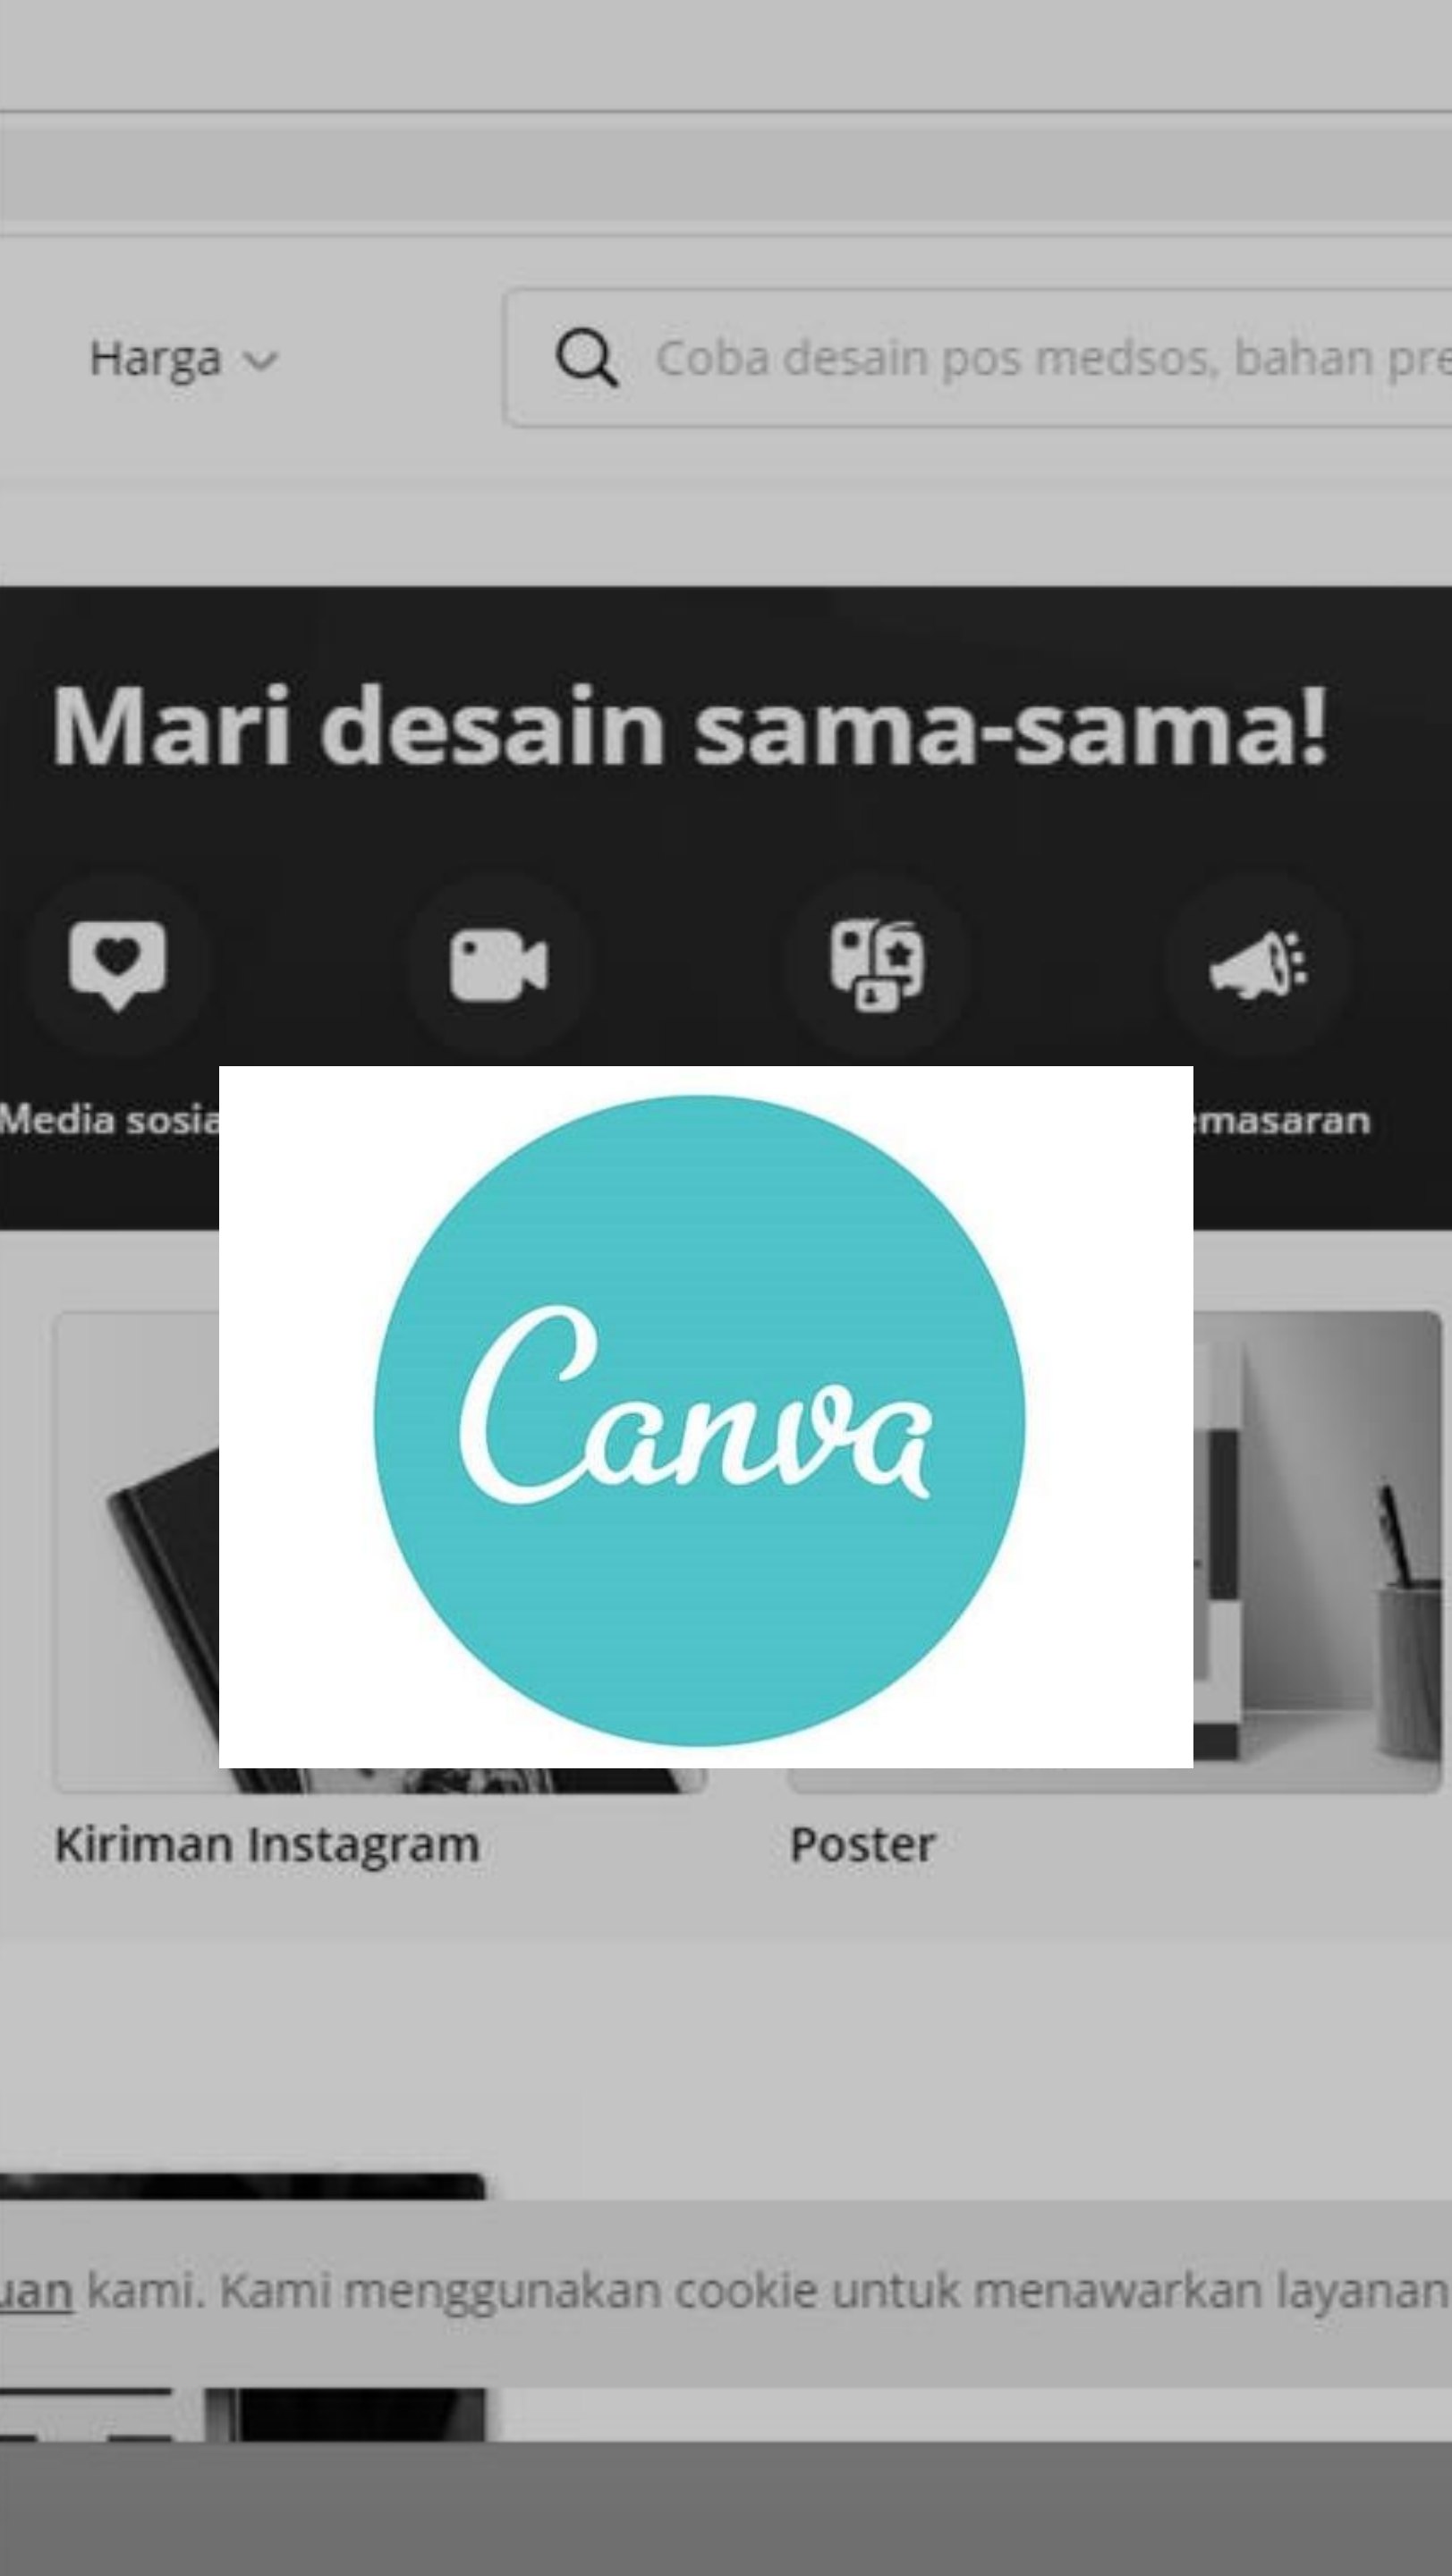 Harga
Coba desain pos medsos, bahan pre
Mari desain sama-sama!
Media sosia
emasaran
Canva
Kiriman Instagram
Poster
uan kami. Kami menggunakan cookie untuk menawarkan layanan